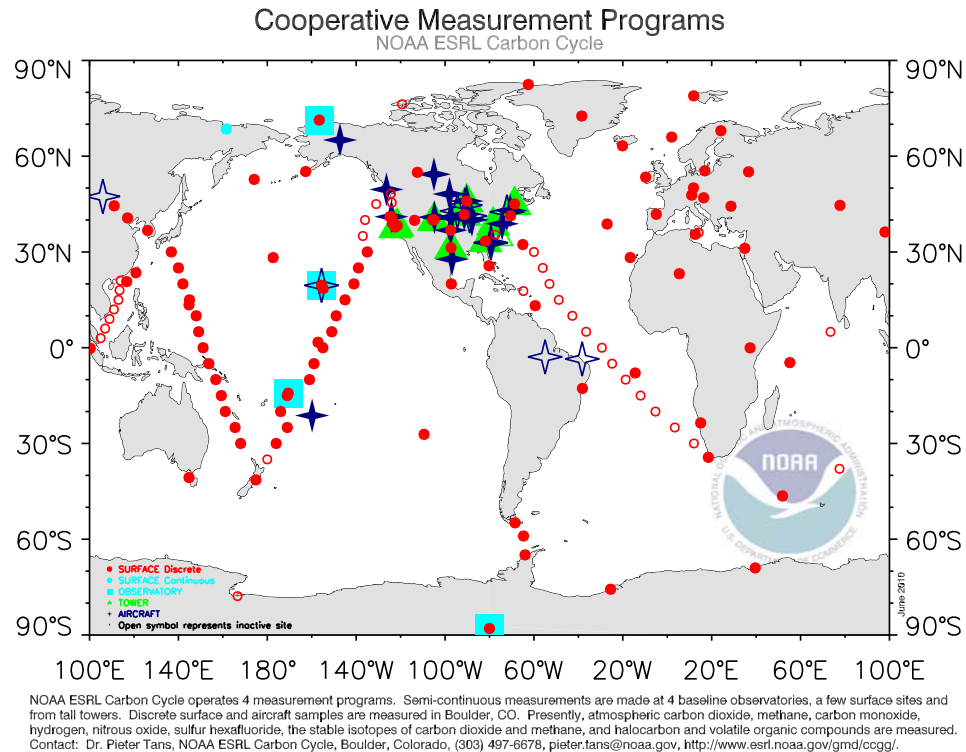 Cooperative Measurement Programs
NOAA ESRL Carbon Cycle
90°N 90°N
60°N 60°N
30°N 30°N
0° 0°
30°S 30°S
60°S 60°S
90°S 90°S
NATIONAL OCEANIC AND ATMOSPHERIC ADMINISTRATION
NOAA
U.S. DEPARTMENT OF COMMERCE
SURFACE Discrete
SURFACE Continuous
OBSERVATORY
TOWER
AIRCRAFT
Open symbol represents inactive site
June 2010
100°E 140°E 180° 140°W 100°W 60°W 20°W 20°E 60°E 100°E
NOAA ESRL Carbon Cycle operates 4 measurement programs. Semi-continuous measurements are made at 4 baseline observatories, a few surface sites and
from tall towers. Discrete surface and aircraft samples are measured in Boulder, CO. Presently, atmospheric carbon dioxide, methane, carbon monoxide,
hydrogen, nitrous oxide, sulfur hexafluoride, the stable isotopes of carbon dioxide and methane, and halocarbon and volatile organic compounds are measured.
Contact: Dr. Pieter Tans, NOAA ESRL Carbon Cycle, Boulder, Colorado, (303) 497-6678, pieter.tans@noaa.gov, http://www.esrl.noaa.gov/gmd/ccgg/.